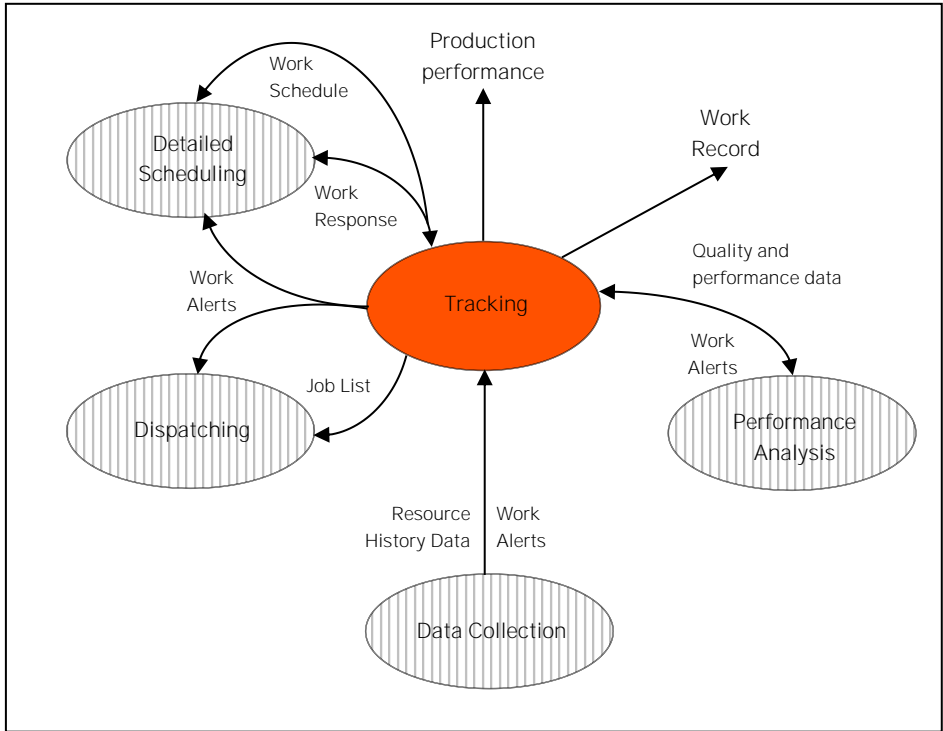 Production
performance
Work
Schedule
Work
Record
Detailed
Scheduling
Work
Response
Quality and
performance data
Work
Alerts
Tracking
Work
Alerts
Job List
Dispatching
Performance
Analysis
Resource
History Data
Work
Alerts
Data Collection